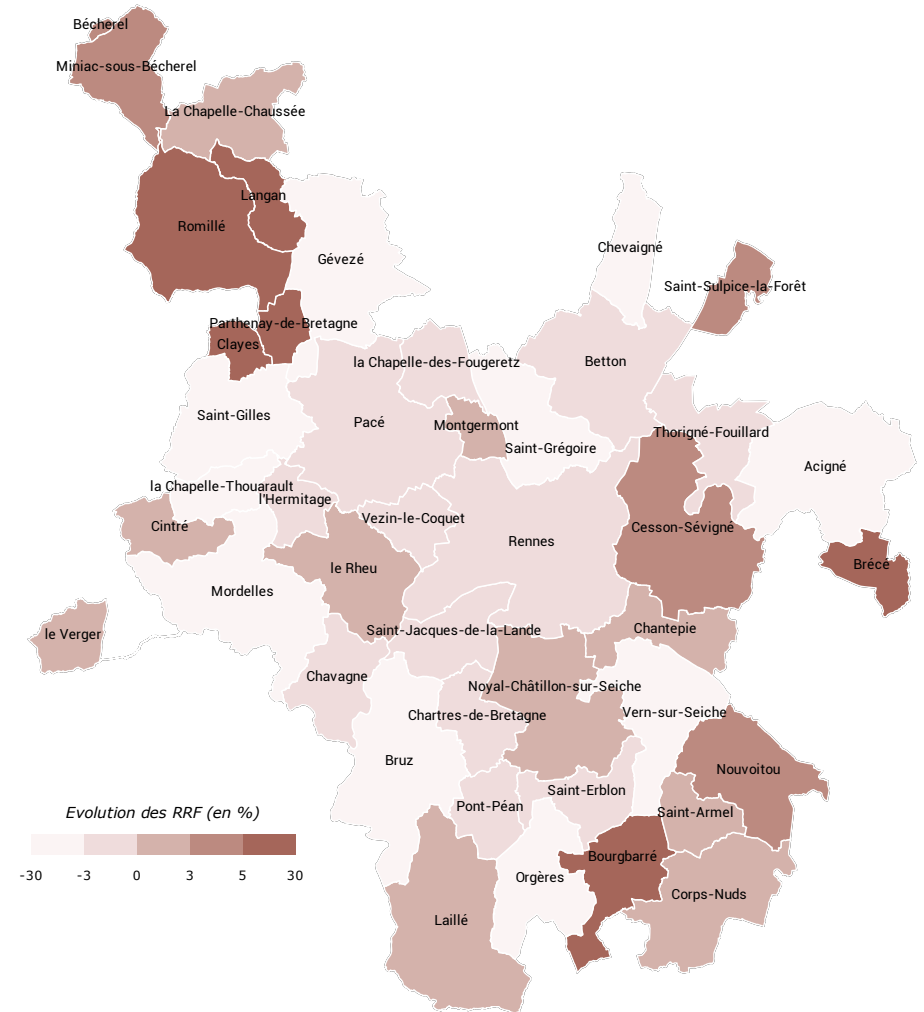 Bécherel
Miniac-sous-Bécherel
La Chapelle-Chaussée
Langan
Romillé
Chevaigné
Gévezé
Saint-Sulpice-la-Forêt
Parthenay-de-Bretagne
Clayes
la Chapelle-des-Fougeretz
Betton
Saint-Gilles
Pacé
Montgermont
Thorigné-Fouillard
Saint-Grégoire
Acigné
la Chapelle-Thouarault
l'Hermitage
Vezin-le-Coquet
Cintré
Cesson-Sévigné
Rennes
Brécé
le Rheu
Mordelles
Chantepie
Saint-Jacques-de-la-Lande
le Verger
Chavagne
Noyal-Châtillon-sur-Seiche
Vern-sur-Seiche
Chartres-de-Bretagne
Bruz
Nouvoitou
Saint-Erblon
Pont-Péan
Saint-Armel
Evolution des RRF (en %)
-30 -3 0 3 5 30
Bourgbarré
Orgères
Corps-Nuds
Laillé